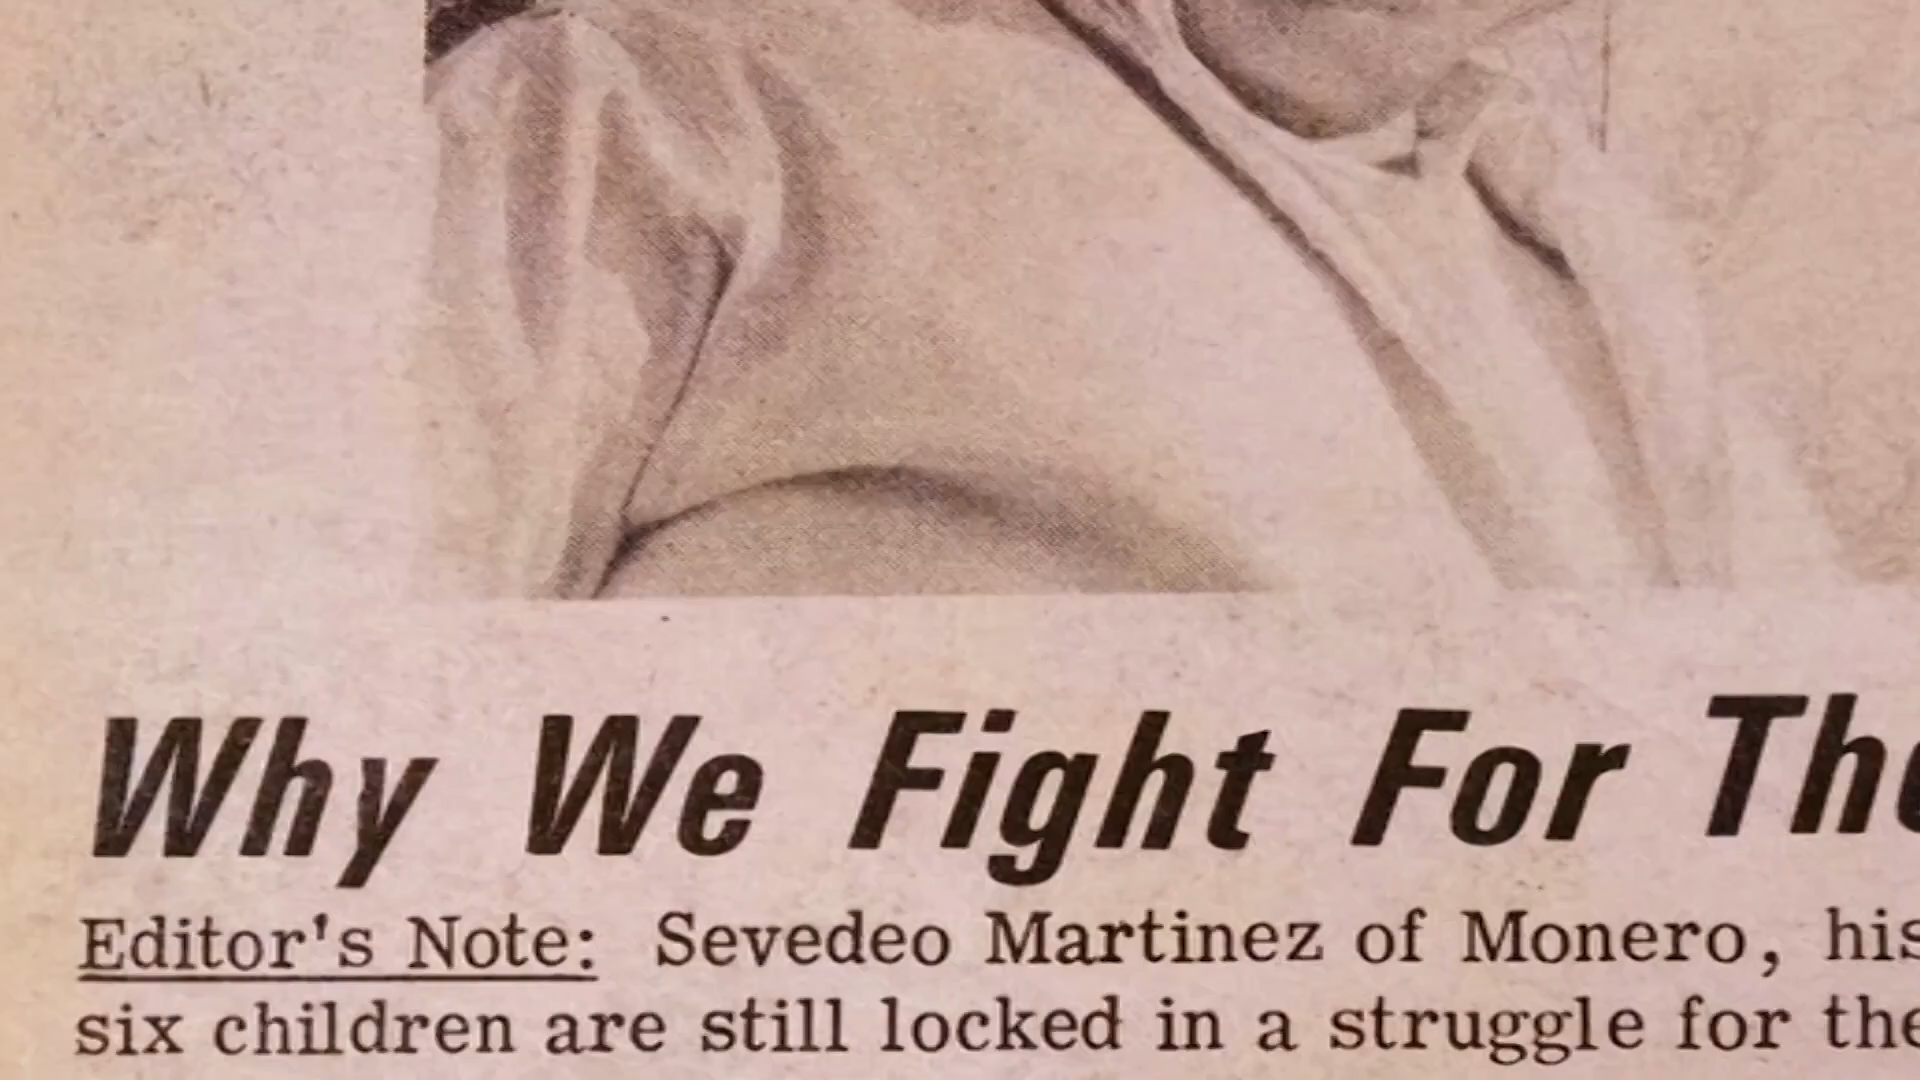 Why We Fight For The
Editor's Note: Sevedeo Martinez of Monero, his
six children are still locked in a struggle for the